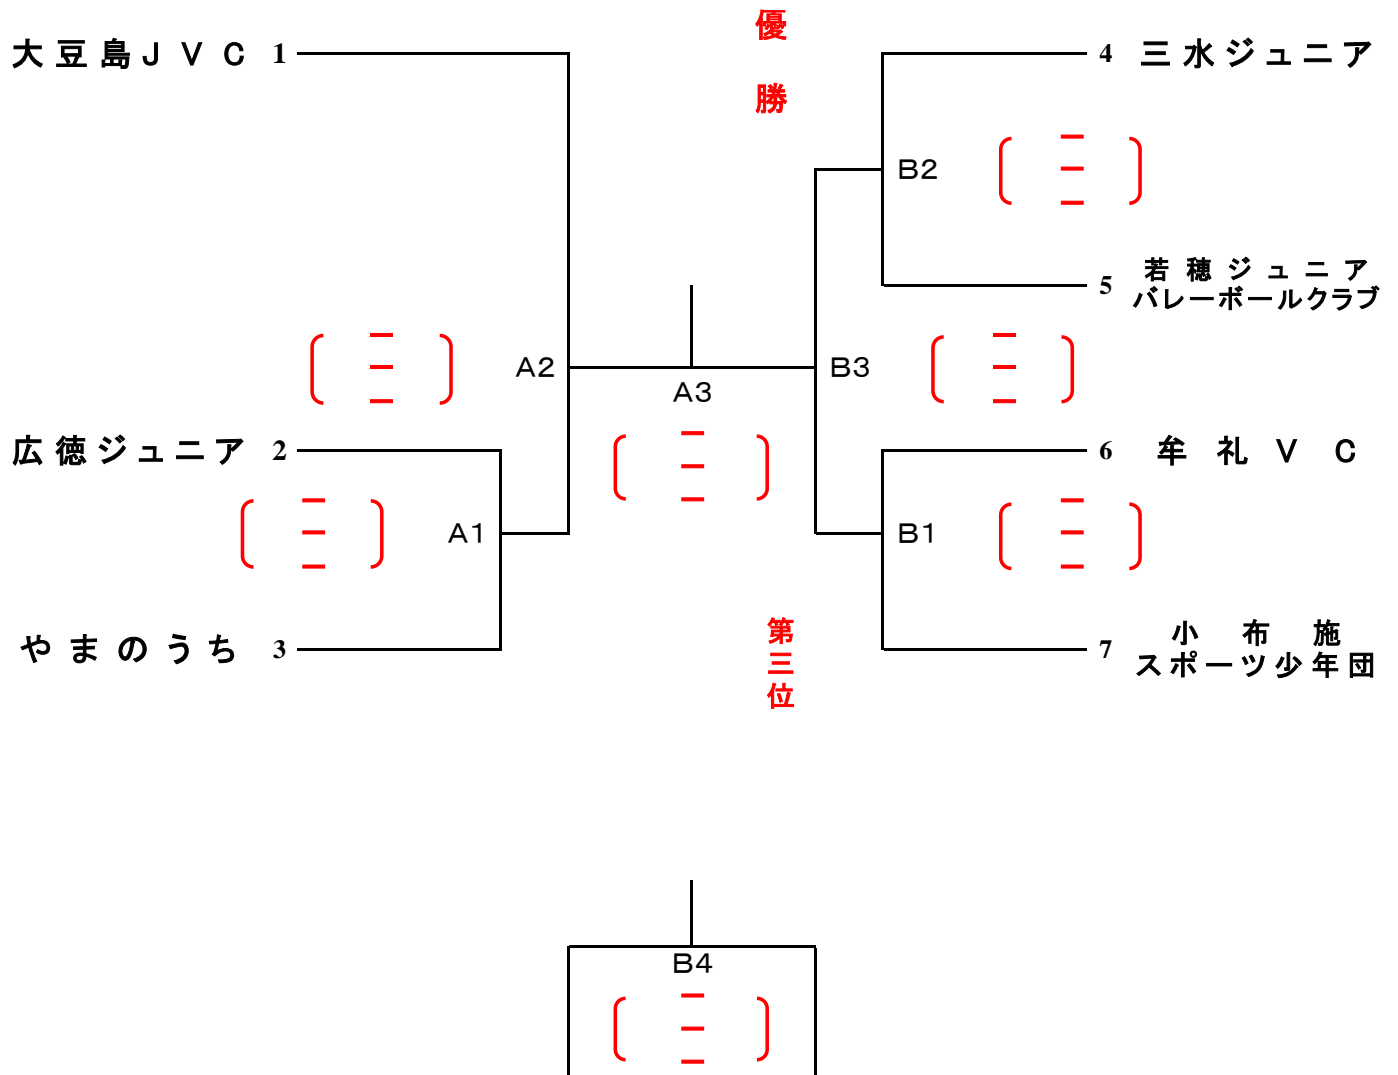 優勝
大豆島JVC 1
4 三水ジュニア
B2
5 若穂ジュニア
バレーボールクラブ
A2
B3
A3
広徳ジュニア 2
6 牟礼VC
A1
B1
やまのうち 3
第三位
7 小布施
スポーツ少年団
B4